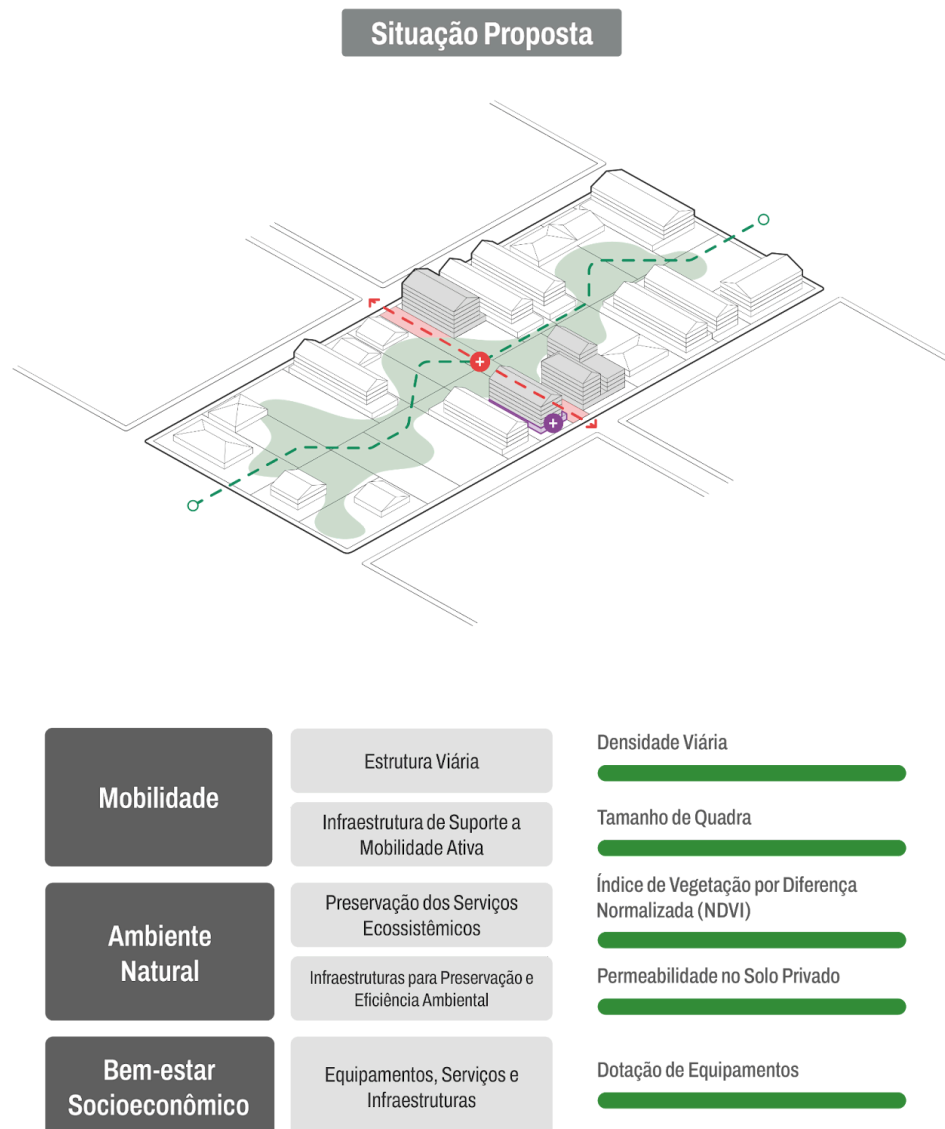 Situação Proposta
Mobilidade
Estrutura Viária
Densidade Viária
Infraestrutura de Suporte a
Mobilidade Ativa
Tamanho de Quadra
Ambiente
Natural
Preservação dos Serviços
Ecossistêmicos
Índice de Vegetação por Diferença
Normalizada (NDVI)
Infraestruturas para Preservação e
Eficiência Ambiental
Permeabilidade no Solo Privado
Bem-estar
Socioeconômico
Equipamentos, Serviços e
Infraestruturas
Dotação de Equipamentos